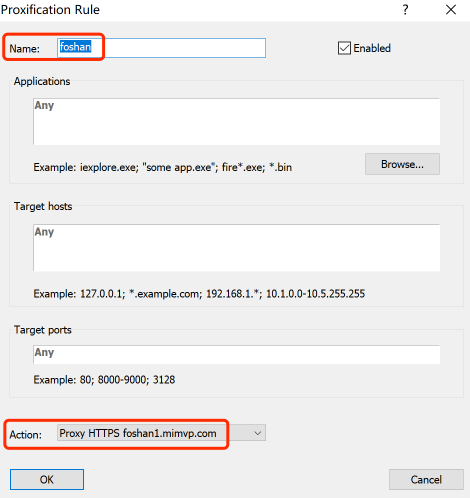 Proxification Rule
Name: foshan
Enabled
Applications
Any
Example: iexplore.exe; "some app.exe"; fire*.exe; *.bin
Browse...
Target hosts
Any
Example: 127.0.0.1; *.example.com; 192.168.1.*; 10.1.0.0-10.5.255.255
Target ports
Any
Example: 80; 8000-9000; 3128
Action: Proxy HTTPS foshan1.mimvp.com
OK
Cancel